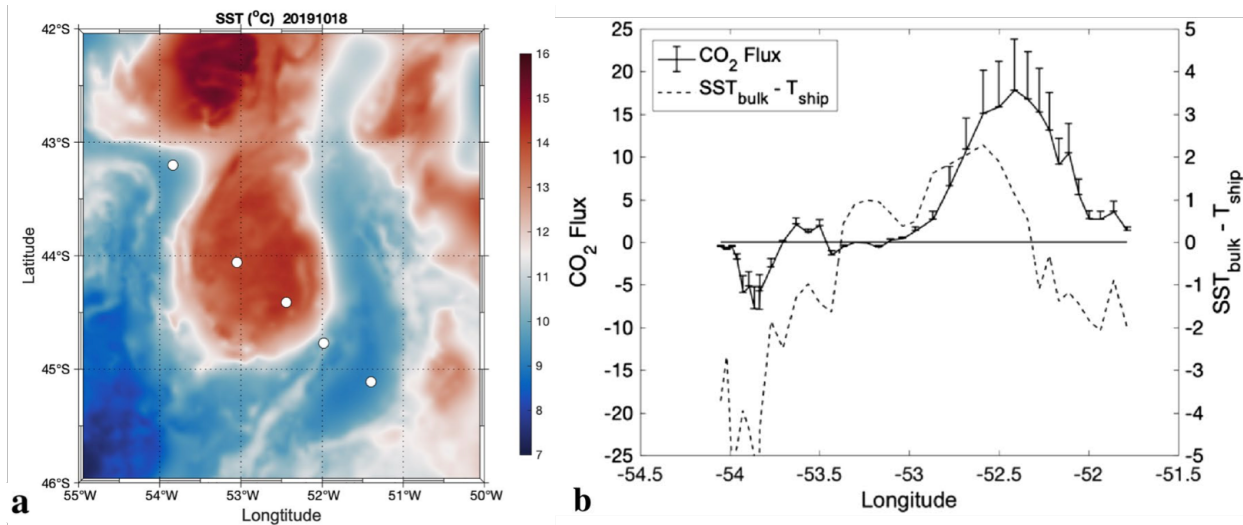 SST (°C) 20191018
42°S
43°S
44°S
45°S
46°S
Latitude
55°W
54°W
53°W
52°W
51°W
50°W
Longtitude
16
15
14
13
12
11
10
9
8
7
a
CO2 Flux
SSTbulk - Tship
25
20
15
10
5
0
-5
-10
-15
-20
-25
CO2 Flux
-54.5
-54
-53.5
-53
-52.5
-52
-51.5
Longitude
5
4
3
2
1
0
-1
-2
-3
-4
-5
SSTbulk - Tship
b